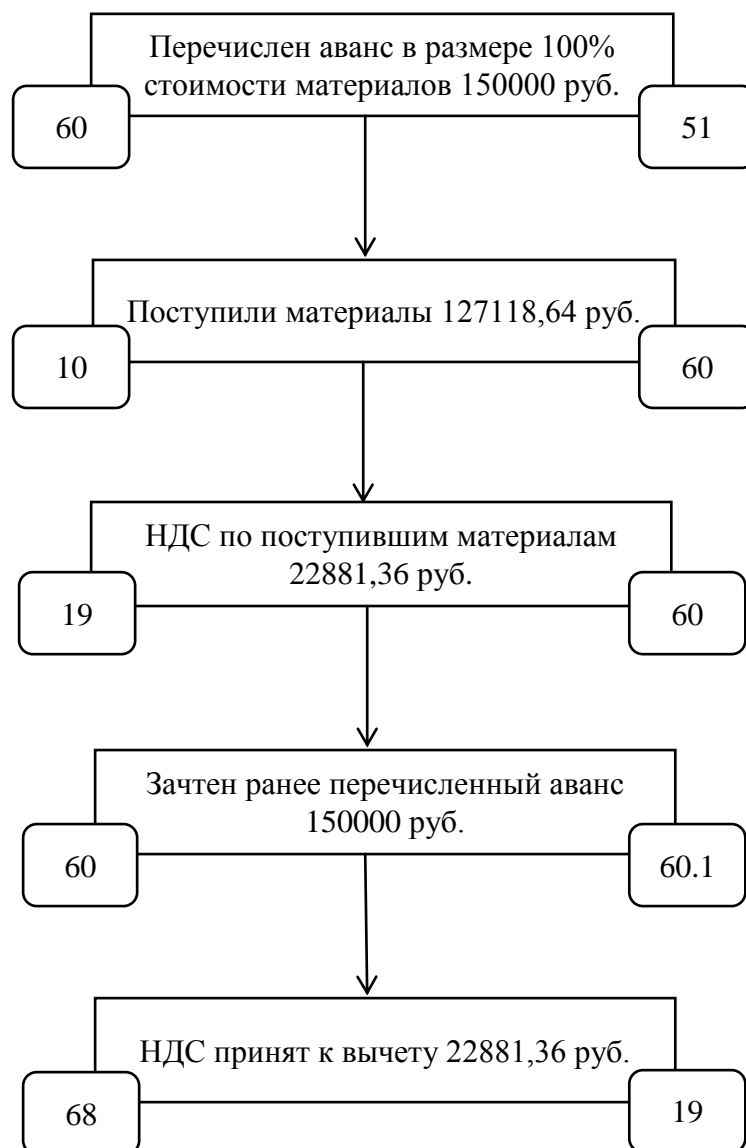 Перечислен аванс в размере 100%
стоимости материалов 150000 руб.
60
51
Поступили материалы 127118,64 руб.
10
60
НДС по поступившим материалам
22881,36 руб.
19
60
Зачтен ранее перечисленный аванс
150000 руб.
60
60.1
НДС принят к вычету 22881,36 руб.
68
19